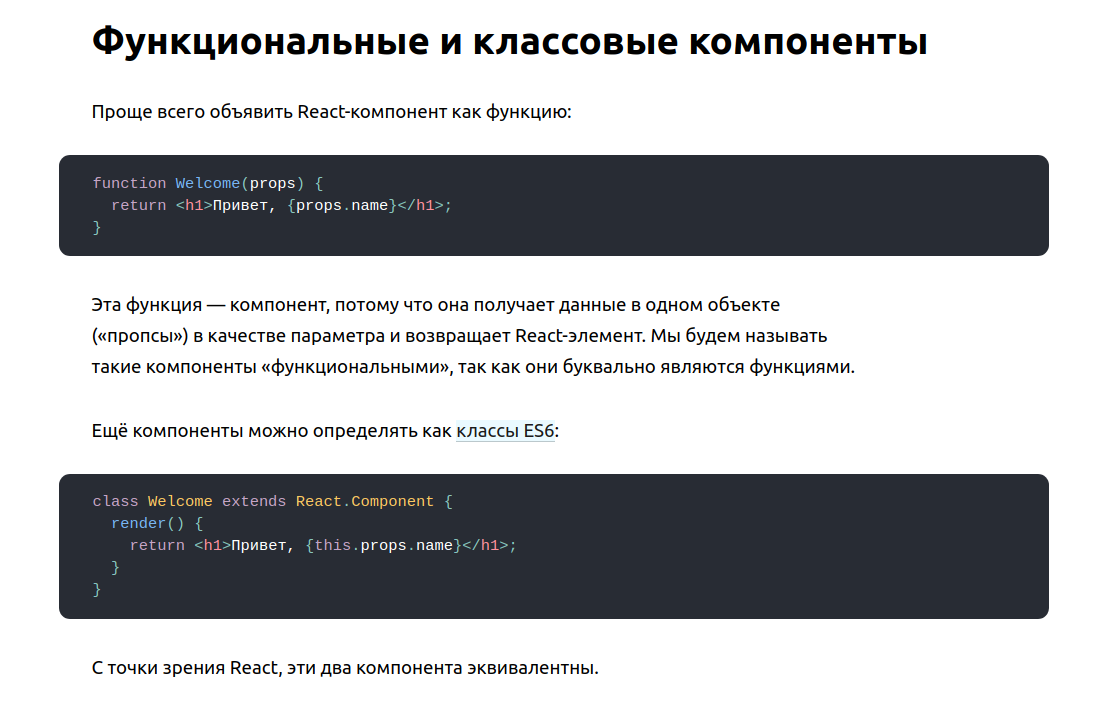 Функциональные и классовые компоненты
Проще всего объявить React-компонент как функцию:
function Welcome(props) {
  return <h1>Привет, {props.name}</h1>;
}
Эта функция — компонент, потому что она получает данные в одном объекте
(«пропсы») в качестве параметра и возвращает React-элемент. Мы будем называть
такие компоненты «функциональными», так как они буквально являются функциями.
Ещё компоненты можно определять как классы ES6:
class Welcome extends React.Component {
  render() {
    return <h1>Привет, {this.props.name}</h1>;
  }
}
С точки зрения React, эти два компонента эквивалентны.